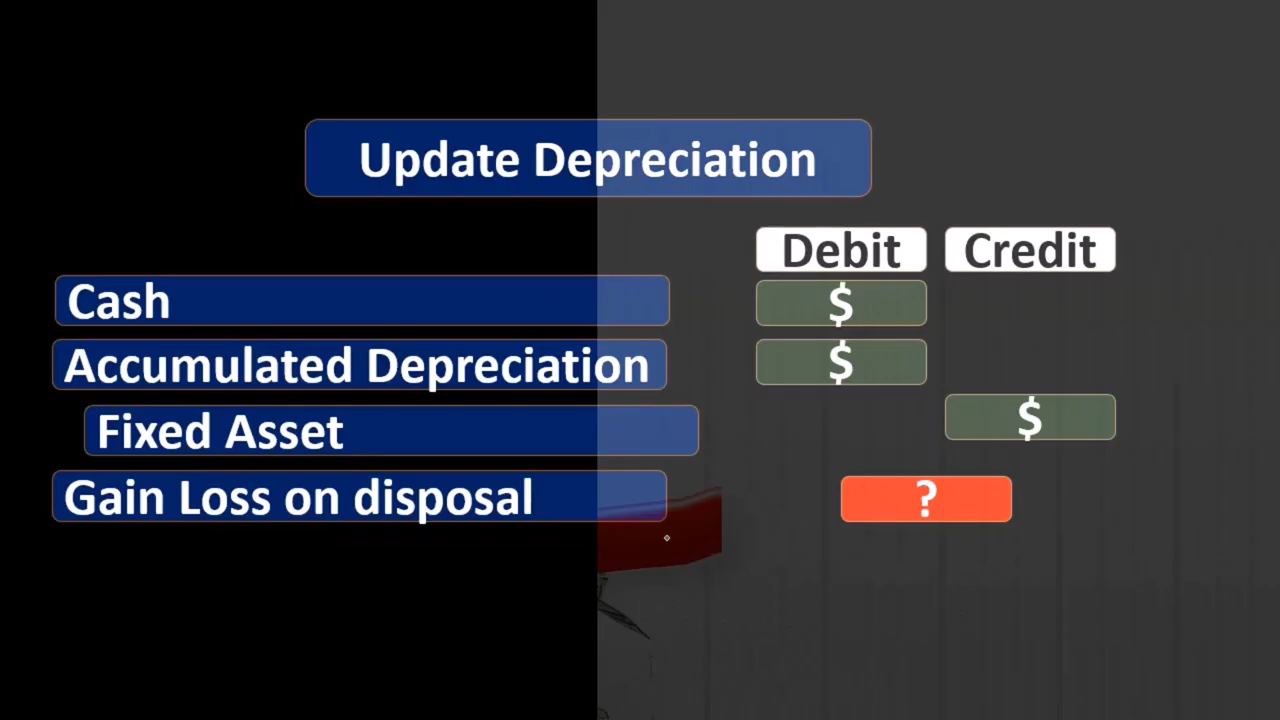 Update Depreciation
Debit Credit
Cash $
Accumulated Depreciation $
Fixed Asset $
Gain Loss on disposal ?